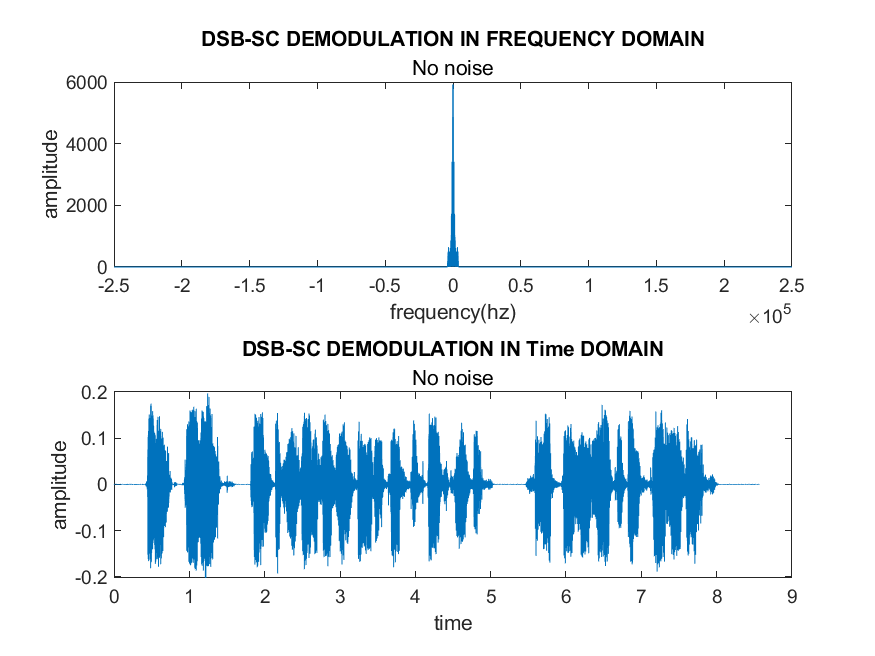 DSB-SC DEMODULATION IN FREQUENCY DOMAIN
No noise
6000
4000
2000
0
amplitude
-2.5 -2 -1.5 -1 -0.5 0 0.5 1 1.5 2 2.5
frequency(hz)
×10^5
DSB-SC DEMODULATION IN Time DOMAIN
No noise
0.2
0.1
0
-0.1
-0.2
amplitude
0 1 2 3 4 5 6 7 8 9
time